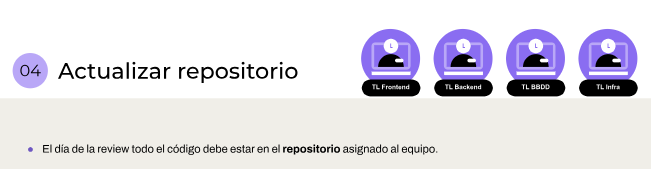 04 Actualizar repositorio
L L L L
TL Frontend TL Backend TL BBDD TL Infra
El día de la review todo el código debe estar en el repositorio asignado al equipo.